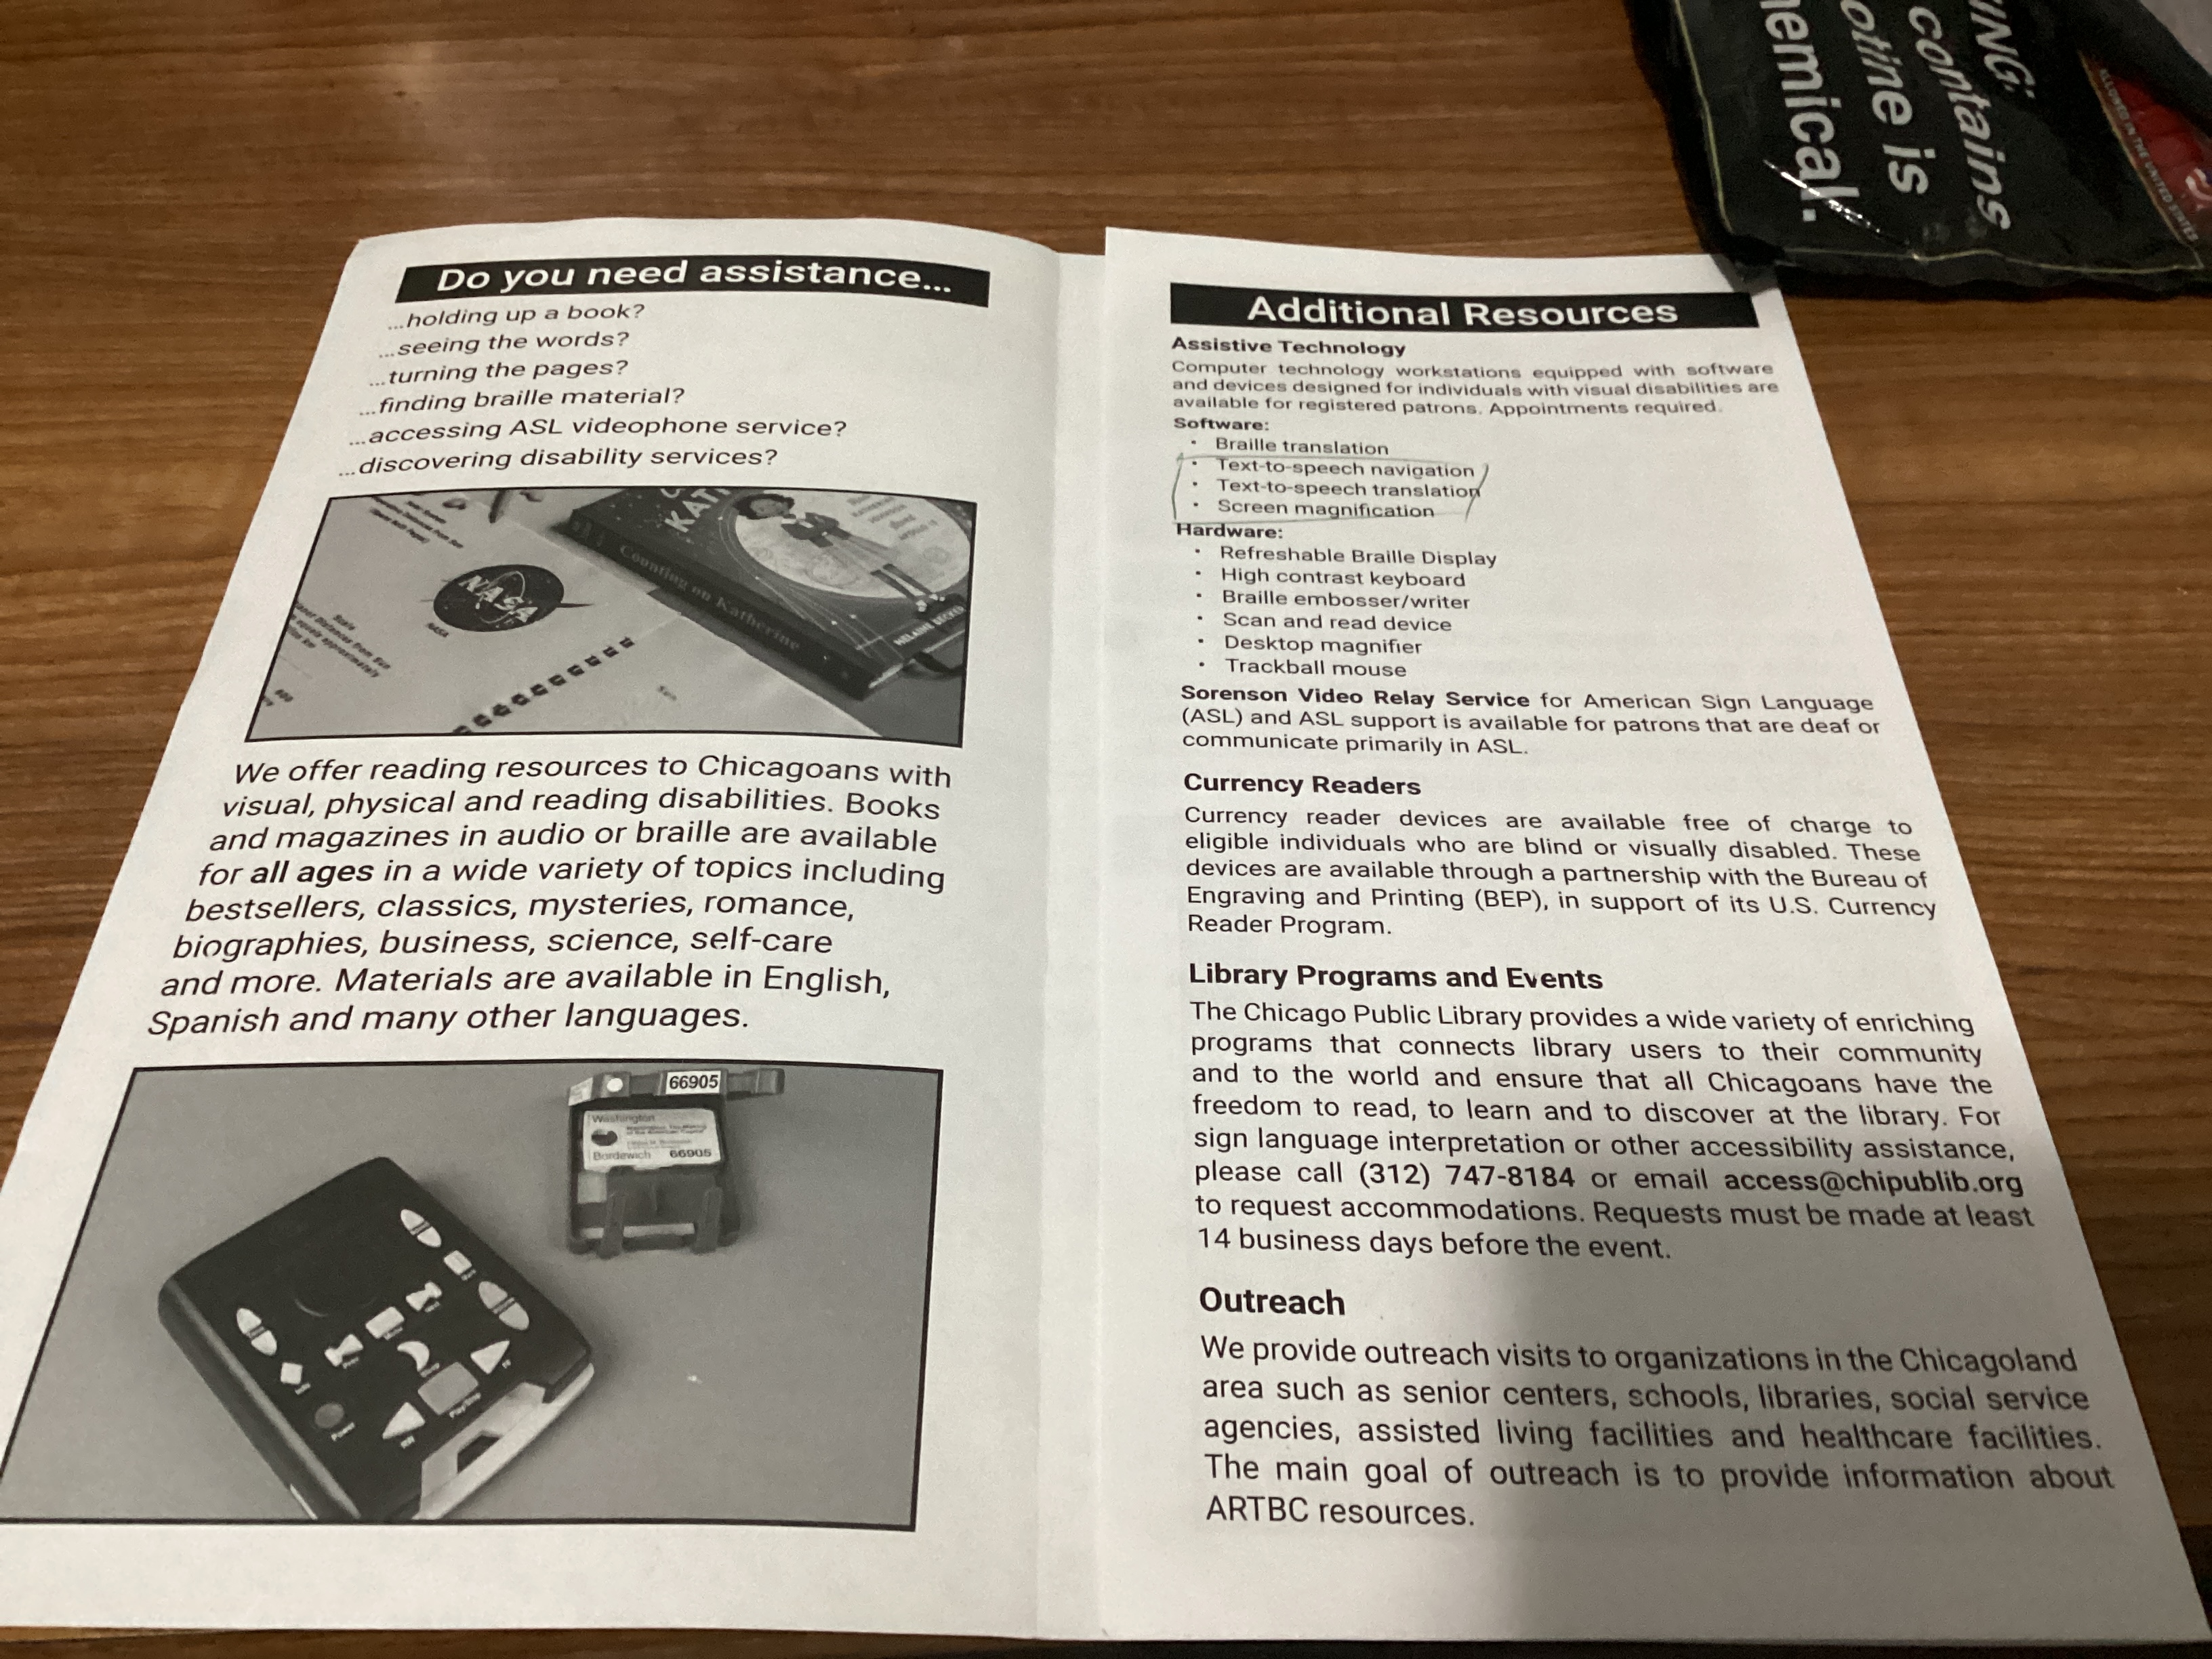 Do you need assistance...
...holding up a book?
...seeing the words?
...turning the pages?
...finding braille material?
...accessing ASL videophone service?
...discovering disability services?
NASA
NASA
Counting on Katherine
We offer reading resources to Chicagoans with
visual, physical and reading disabilities. Books
and magazines in audio or braille are available
for all ages in a wide variety of topics including
bestsellers, classics, mysteries, romance,
biographies, business, science, self-care
and more. Materials are available in English,
Spanish and many other languages.
66905
Washington
Bordewich 66905
Power
Additional Resources
Assistive Technology
Computer technology workstations equipped with software
and devices designed for individuals with visual disabilities are
available for registered patrons. Appointments required.
Software:
• Braille translation
• Text-to-speech navigation
• Text-to-speech translation
• Screen magnification
Hardware:
• Refreshable Braille Display
• High contrast keyboard
• Braille embosser/writer
• Scan and read device
• Desktop magnifier
• Trackball mouse
Sorenson Video Relay Service for American Sign Language
(ASL) and ASL support is available for patrons that are deaf or
communicate primarily in ASL.
Currency Readers
Currency reader devices are available free of charge to
eligible individuals who are blind or visually disabled. These
devices are available through a partnership with the Bureau of
Engraving and Printing (BEP), in support of its U.S. Currency
Reader Program.
Library Programs and Events
The Chicago Public Library provides a wide variety of enriching
programs that connects library users to their community
and to the world and ensure that all Chicagoans have the
freedom to read, to learn and to discover at the library. For
sign language interpretation or other accessibility assistance,
please call (312) 747-8184 or email access@chipublib.org
to request accommodations. Requests must be made at least
14 business days before the event.
Outreach
We provide outreach visits to organizations in the Chicagoland
area such as senior centers, schools, libraries, social service
agencies, assisted living facilities and healthcare facilities.
The main goal of outreach is to provide information about
ARTBC resources.
contains
otine is
emical.
ALLOWED IN THE UNITED STATES